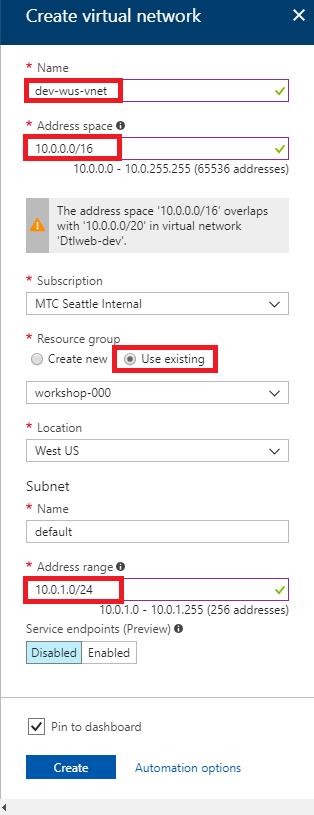 Create virtual network
* Name
dev-wus-vnet
* Address space
10.0.0.0/16
10.0.0.0 - 10.0.255.255 (65536 addresses)
The address space '10.0.0.0/16' overlaps
with '10.0.0.0/20' in virtual network
'Dtlweb-dev'.
* Subscription
MTC Seattle Internal
* Resource group
Create new Use existing
workshop-000
* Location
West US
Subnet
* Name
default
* Address range
10.0.1.0/24
10.0.1.0 - 10.0.1.255 (256 addresses)
Service endpoints (Preview)
Disabled Enabled
Pin to dashboard
Create Automation options